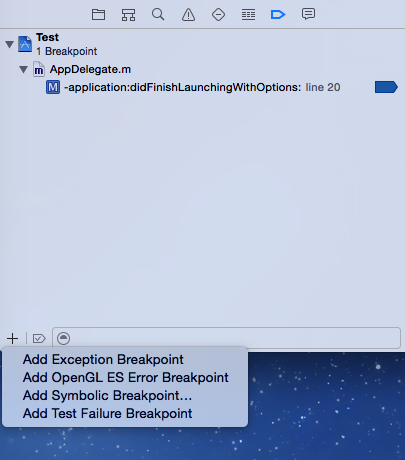 Test
1 Breakpoint
m AppDelegate.m
M -application:didFinishLaunchingWithOptions: line 20
Add Exception Breakpoint
Add OpenGL ES Error Breakpoint
Add Symbolic Breakpoint...
Add Test Failure Breakpoint